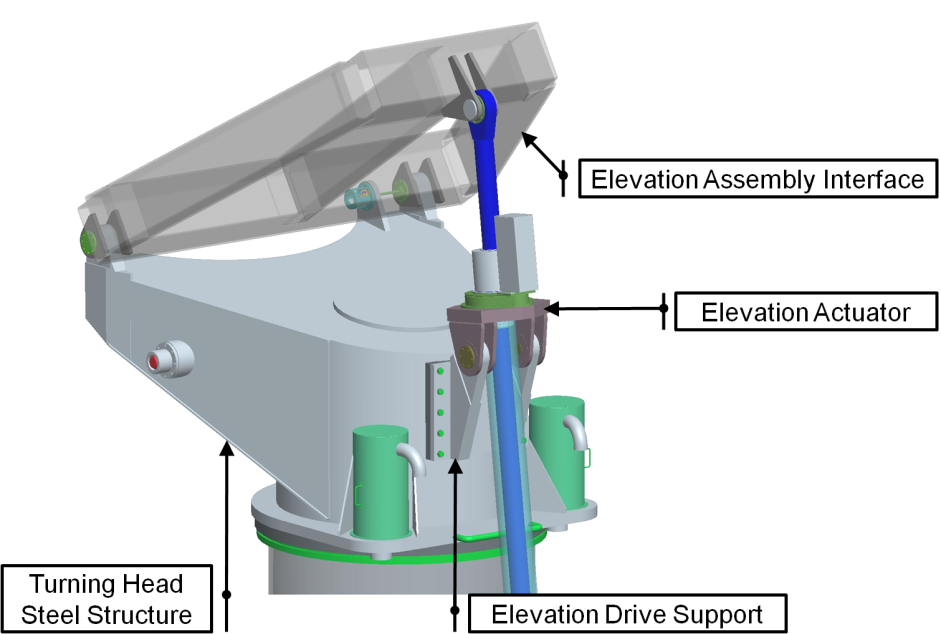 Elevation Assembly Interface
Elevation Actuator
Turning Head
Steel Structure
Elevation Drive Support